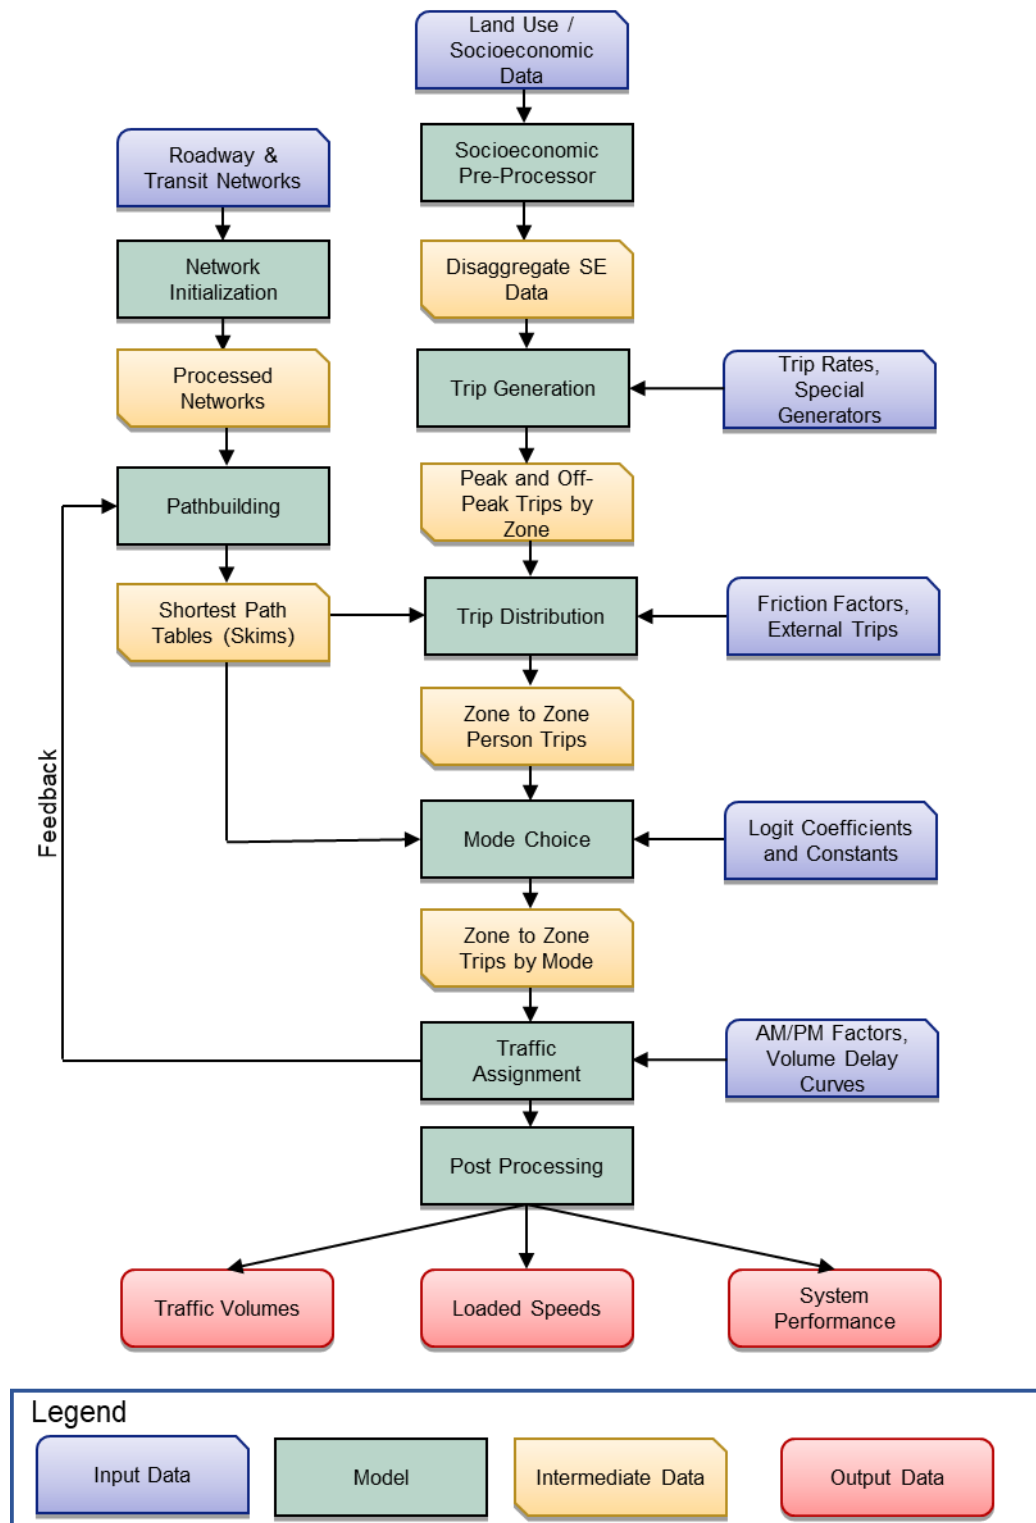 Land Use /
Socioeconomic
Data
Roadway &
Transit Networks
Socioeconomic
Pre-Processor
Network
Initialization
Disaggregate SE
Data
Processed
Networks
Trip Generation
Trip Rates,
Special
Generators
Pathbuilding
Peak and Off-
Peak Trips by
Zone
Shortest Path
Tables (Skims)
Trip Distribution
Friction Factors,
External Trips
Zone to Zone
Person Trips
Feedback
Mode Choice
Logit Coefficients
and Constants
Zone to Zone
Trips by Mode
Traffic
Assignment
AM/PM Factors,
Volume Delay
Curves
Post Processing
Traffic Volumes
Loaded Speeds
System
Performance
Legend
Input Data
Model
Intermediate Data
Output Data